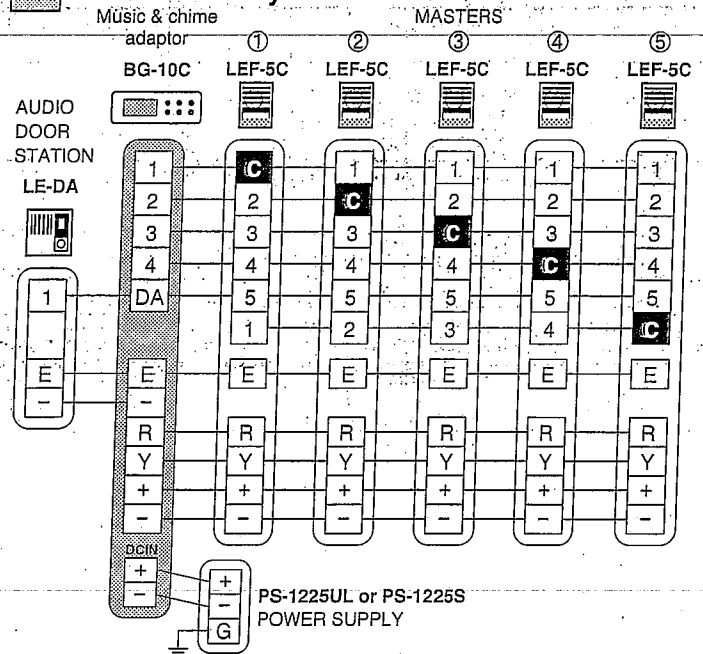 Music & chime
adaptor
MASTERS
① ② ③ ④ ⑤
BG-10C LEF-5C LEF-5C LEF-5C LEF-5C LEF-5C
AUDIO
DOOR
STATION
LE-DA
1 C 1 1 1 1
2 2 C 2 2 2
3 3 3 C 3 3
4 4 4 4 C 4
1 DA 5 5 5 5 5
1 2 3 4 C
E E E E E E E
- -
R R R R R R
Y Y Y Y Y Y
+ + + + + +
- - - - - -
DCIN
+ +
- -
G
PS-1225UL or PS-1225S
POWER SUPPLY